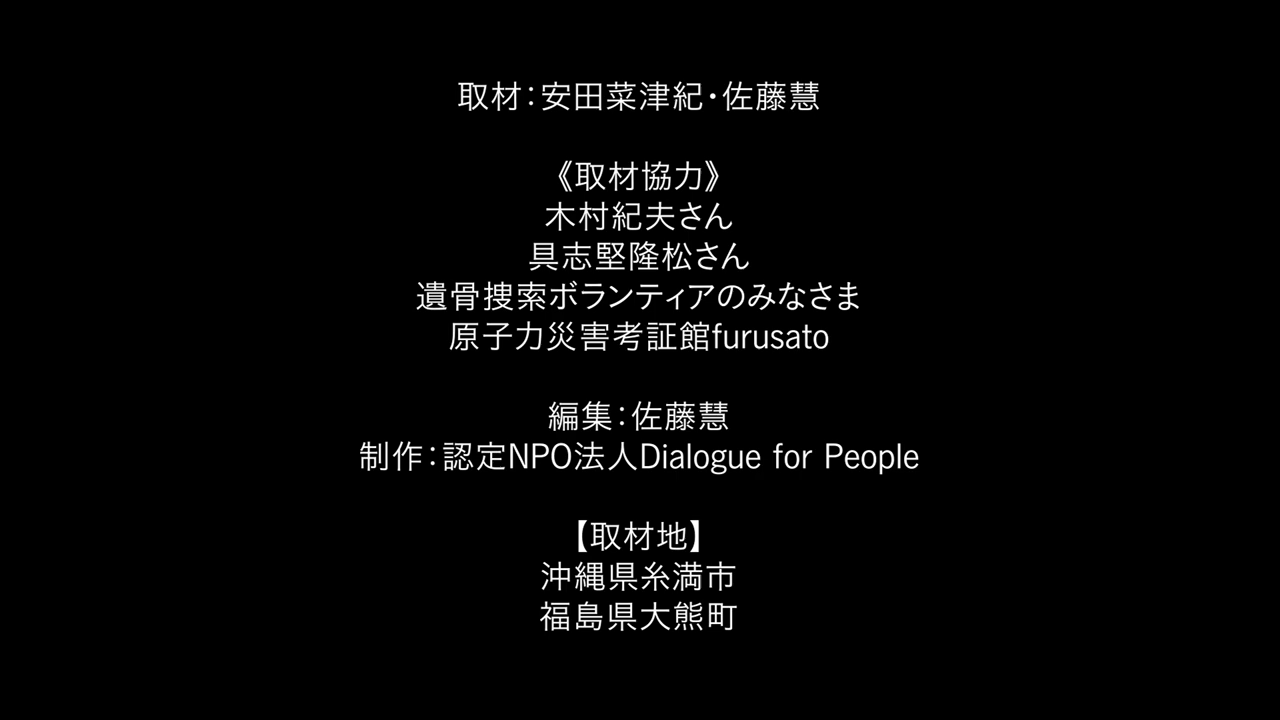 取材：安田菜津紀・佐藤慧
《取材協力》
木村紀夫さん
具志堅隆松さん
遺骨捜索ボランティアのみなさま
原子力災害考証館furusato
編集：佐藤慧
制作：認定NPO法人Dialogue for People
【取材地】
沖縄県糸満市
福島県大熊町